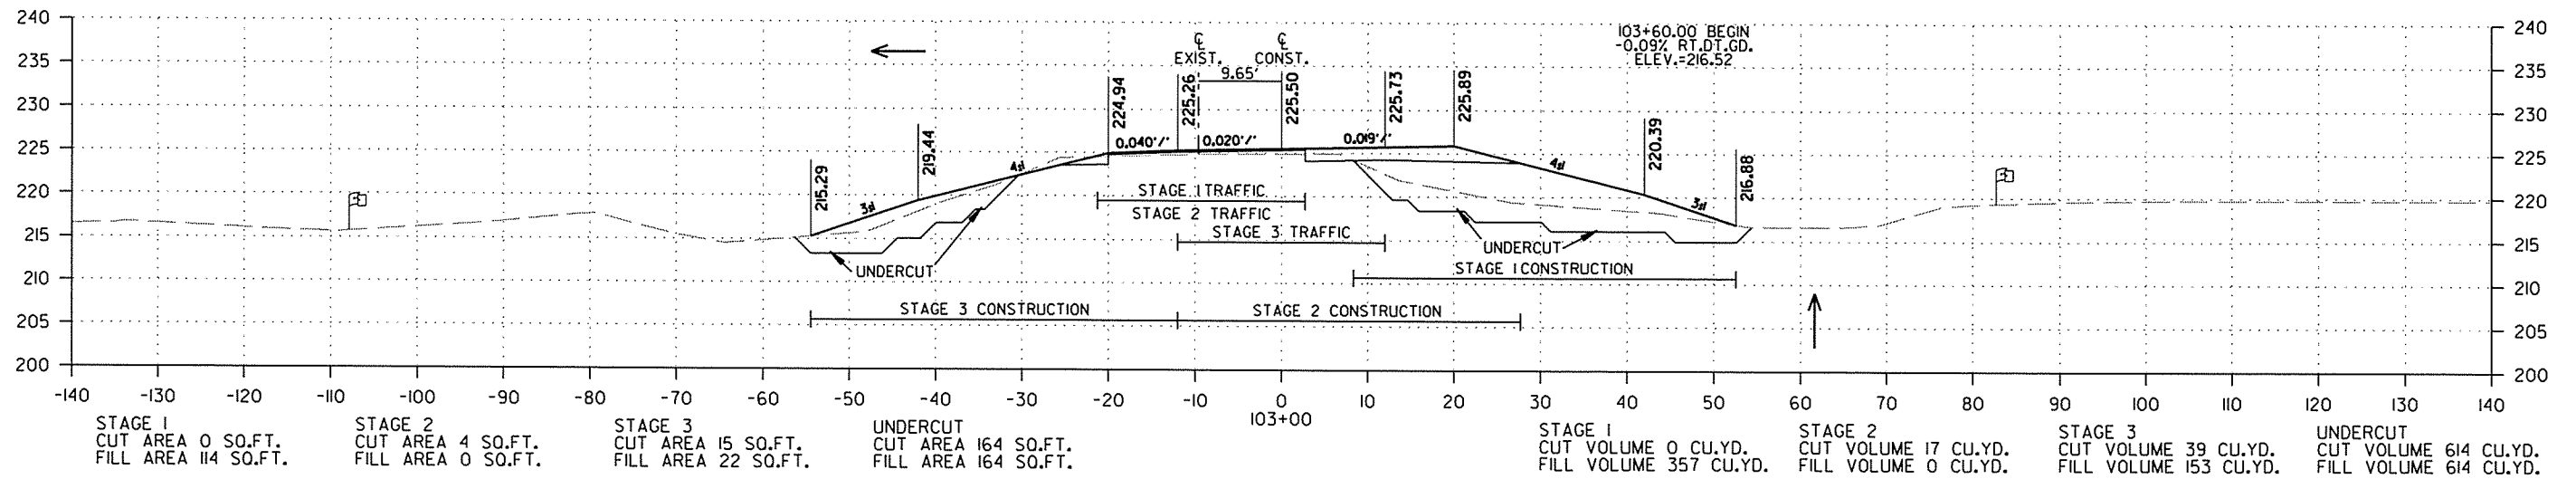 240
235
230
225
220
215
210
205
200
240
235
230
225
220
215
210
205
200
103+60.00 BEGIN
-0.09% RT.DT.GD.
ELEV.=216.52
℄
EXIST.
℄
CONST.
9.65'
215.29
219.44
224.94
225.26
225.50
225.73
225.89
220.39
216.88
3:1
4:1
0.040'/'
0.020'/'
0.019'/'
4:1
3:1
STAGE 1 TRAFFIC
STAGE 2 TRAFFIC
STAGE 3 TRAFFIC
UNDERCUT
UNDERCUT
STAGE 1 CONSTRUCTION
STAGE 3 CONSTRUCTION
STAGE 2 CONSTRUCTION
-140 -130 -120 -110 -100 -90 -80 -70 -60 -50 -40 -30 -20 -10 0 10 20 30 40 50 60 70 80 90 100 110 120 130 140
103+00
STAGE 1
CUT AREA 0 SQ.FT.
FILL AREA 114 SQ.FT.
STAGE 2
CUT AREA 4 SQ.FT.
FILL AREA 0 SQ.FT.
STAGE 3
CUT AREA 15 SQ.FT.
FILL AREA 22 SQ.FT.
UNDERCUT
CUT AREA 164 SQ.FT.
FILL AREA 164 SQ.FT.
STAGE 1
CUT VOLUME 0 CU.YD.
FILL VOLUME 357 CU.YD.
STAGE 2
CUT VOLUME 17 CU.YD.
FILL VOLUME 0 CU.YD.
STAGE 3
CUT VOLUME 39 CU.YD.
FILL VOLUME 153 CU.YD.
UNDERCUT
CUT VOLUME 614 CU.YD.
FILL VOLUME 614 CU.YD.